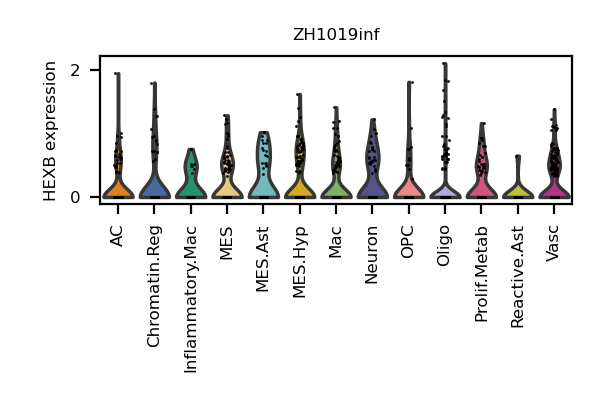 ZH1019inf
HEXB expression
2
0
AC
Chromatin.Reg
Inflammatory.Mac
MES
MES.Ast
MES.Hyp
Mac
Neuron
OPC
Oligo
Prolif.Metab
Reactive.Ast
Vasc